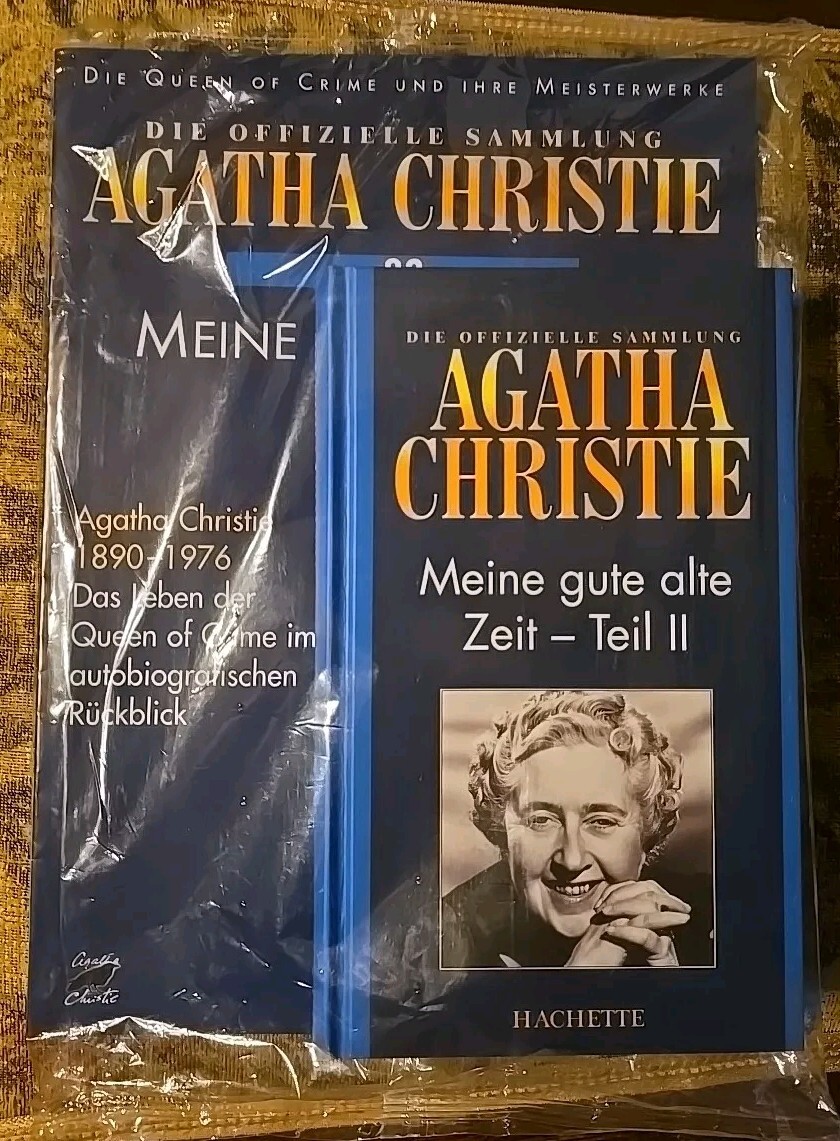 DIE QUEEN OF CRIME UND IHRE MEISTERWERKE
DIE OFFIZIELLE SAMMLUNG
AGATHA CHRISTIE
MEINE
Agatha Christie
1890–1976
Das Leben der
Queen of Crime im
autobiografischen
Rückblick
Agatha
Christie
DIE OFFIZIELLE SAMMLUNG
AGATHA
CHRISTIE
Meine gute alte
Zeit – Teil II
HACHETTE